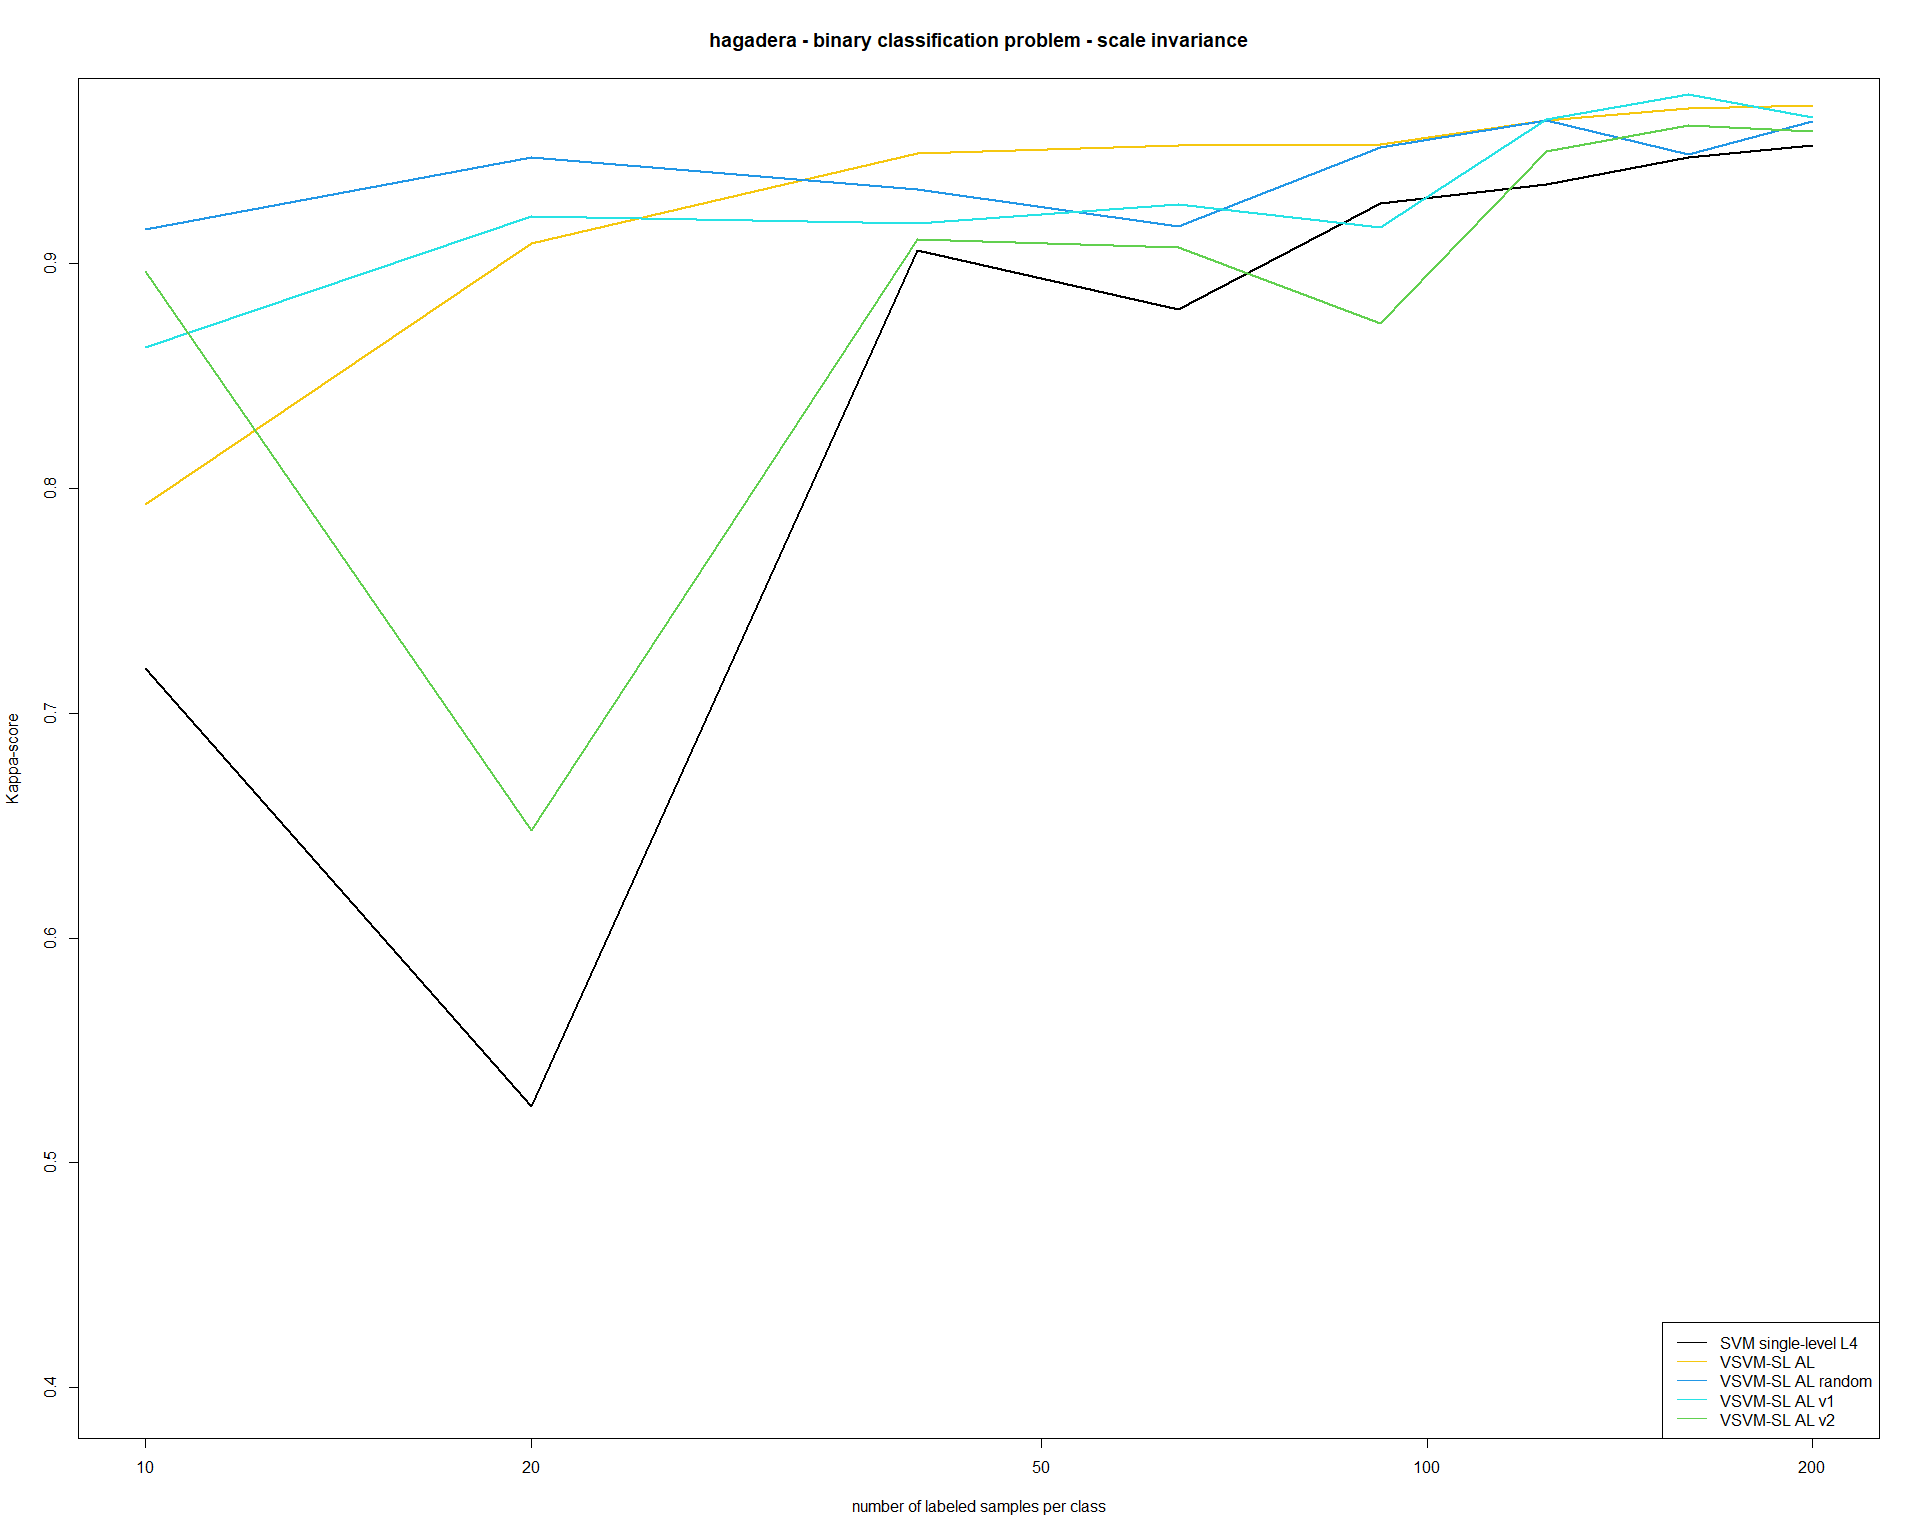 hagadera - binary classification problem - scale invariance
0.9
0.8
0.7
0.6
0.5
0.4
Kappa-score
10
20
50
100
200
number of labeled samples per class
SVM single-level L4
VSVM-SL AL
VSVM-SL AL random
VSVM-SL AL v1
VSVM-SL AL v2